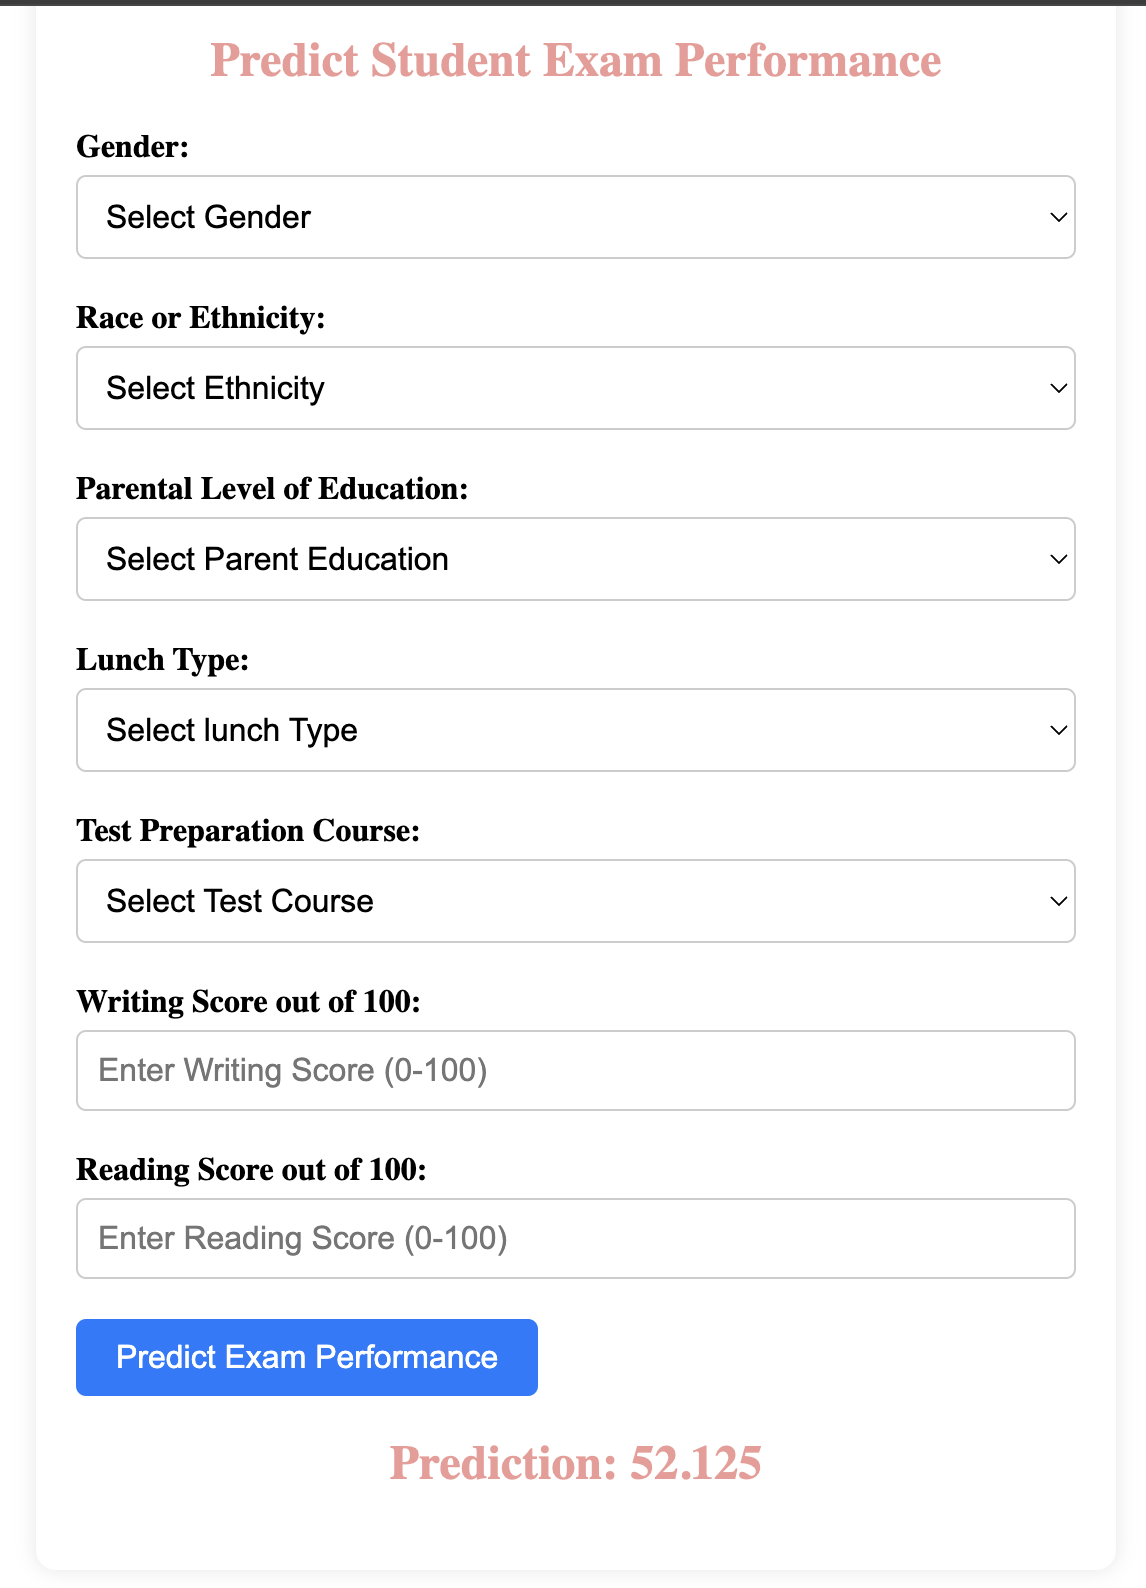 Predict Student Exam Performance
Gender:
Select Gender
Race or Ethnicity:
Select Ethnicity
Parental Level of Education:
Select Parent Education
Lunch Type:
Select lunch Type
Test Preparation Course:
Select Test Course
Writing Score out of 100:
Enter Writing Score (0-100)
Reading Score out of 100:
Enter Reading Score (0-100)
Predict Exam Performance
Prediction: 52.125